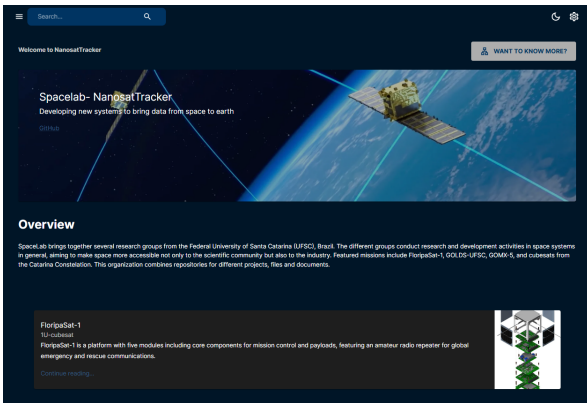 Search...
Welcome to NanosatTracker
WANT TO KNOW MORE?
Spacelab- NanosatTracker
Developing new systems to bring data from space to earth
GitHub
Overview
SpaceLab brings together several research groups from the Federal University of Santa Catarina (UFSC), Brazil. The different groups conduct research and development activities in space systems
in general, aiming to make space more accessible not only to the scientific community but also to the industry. Featured missions include FloripaSat-1, GOLDS-UFSC, GOMX-5, and cubesats from
the Catarina Constelation. This organization combines repositories for different projects, files and documents.
FloripaSat-1
1U-cubesat
FloripaSat-1 is a platform with five modules including core components for mission control and payloads, featuring an amateur radio repeater for global
emergency and rescue communications.
Continue reading...